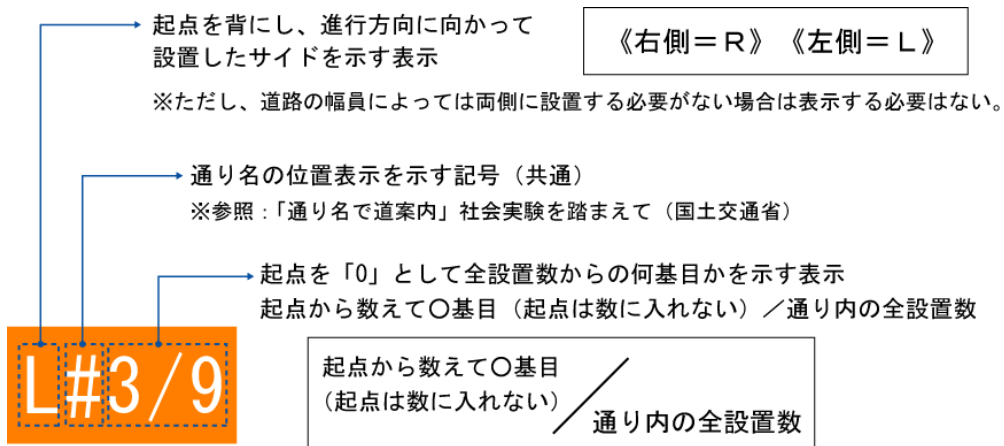 起点を背にし、進行方向に向かって
設置したサイドを示す表示
《右側＝Ｒ》《左側＝Ｌ》
※ただし、道路の幅員によっては両側に設置する必要がない場合は表示する必要はない。
通り名の位置表示を示す記号（共通）
※参照：「通り名で道案内」社会実験を踏まえて（国土交通省）
起点を「0」として全設置数からの何基目かを示す表示
起点から数えて〇基目（起点は数に入れない）／通り内の全設置数
L#3/9
起点から数えて〇基目
（起点は数に入れない）／
通り内の全設置数